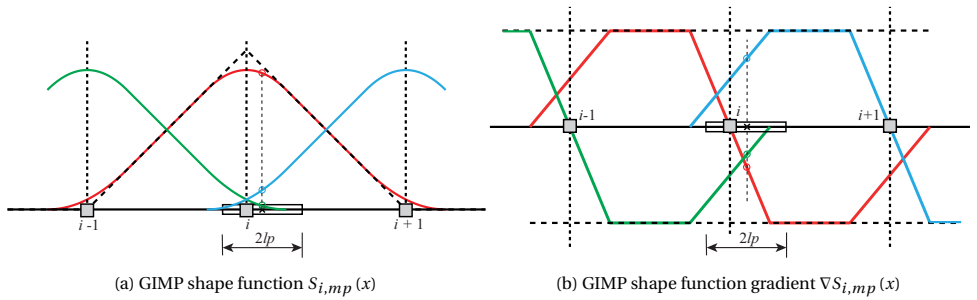 i -1
i
i + 1
2lp
(a) GIMP shape function S_{i,mp}(x)
i-1
i
i+1
2lp
(b) GIMP shape function gradient ∇S_{i,mp}(x)